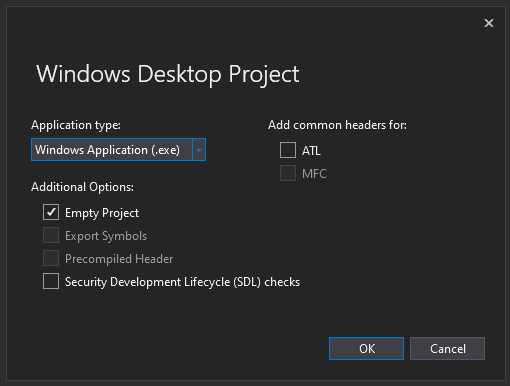 Windows Desktop Project
Application type:
Windows Application (.exe)
Additional Options:
Empty Project
Export Symbols
Precompiled Header
Security Development Lifecycle (SDL) checks
Add common headers for:
ATL
MFC
OK
Cancel